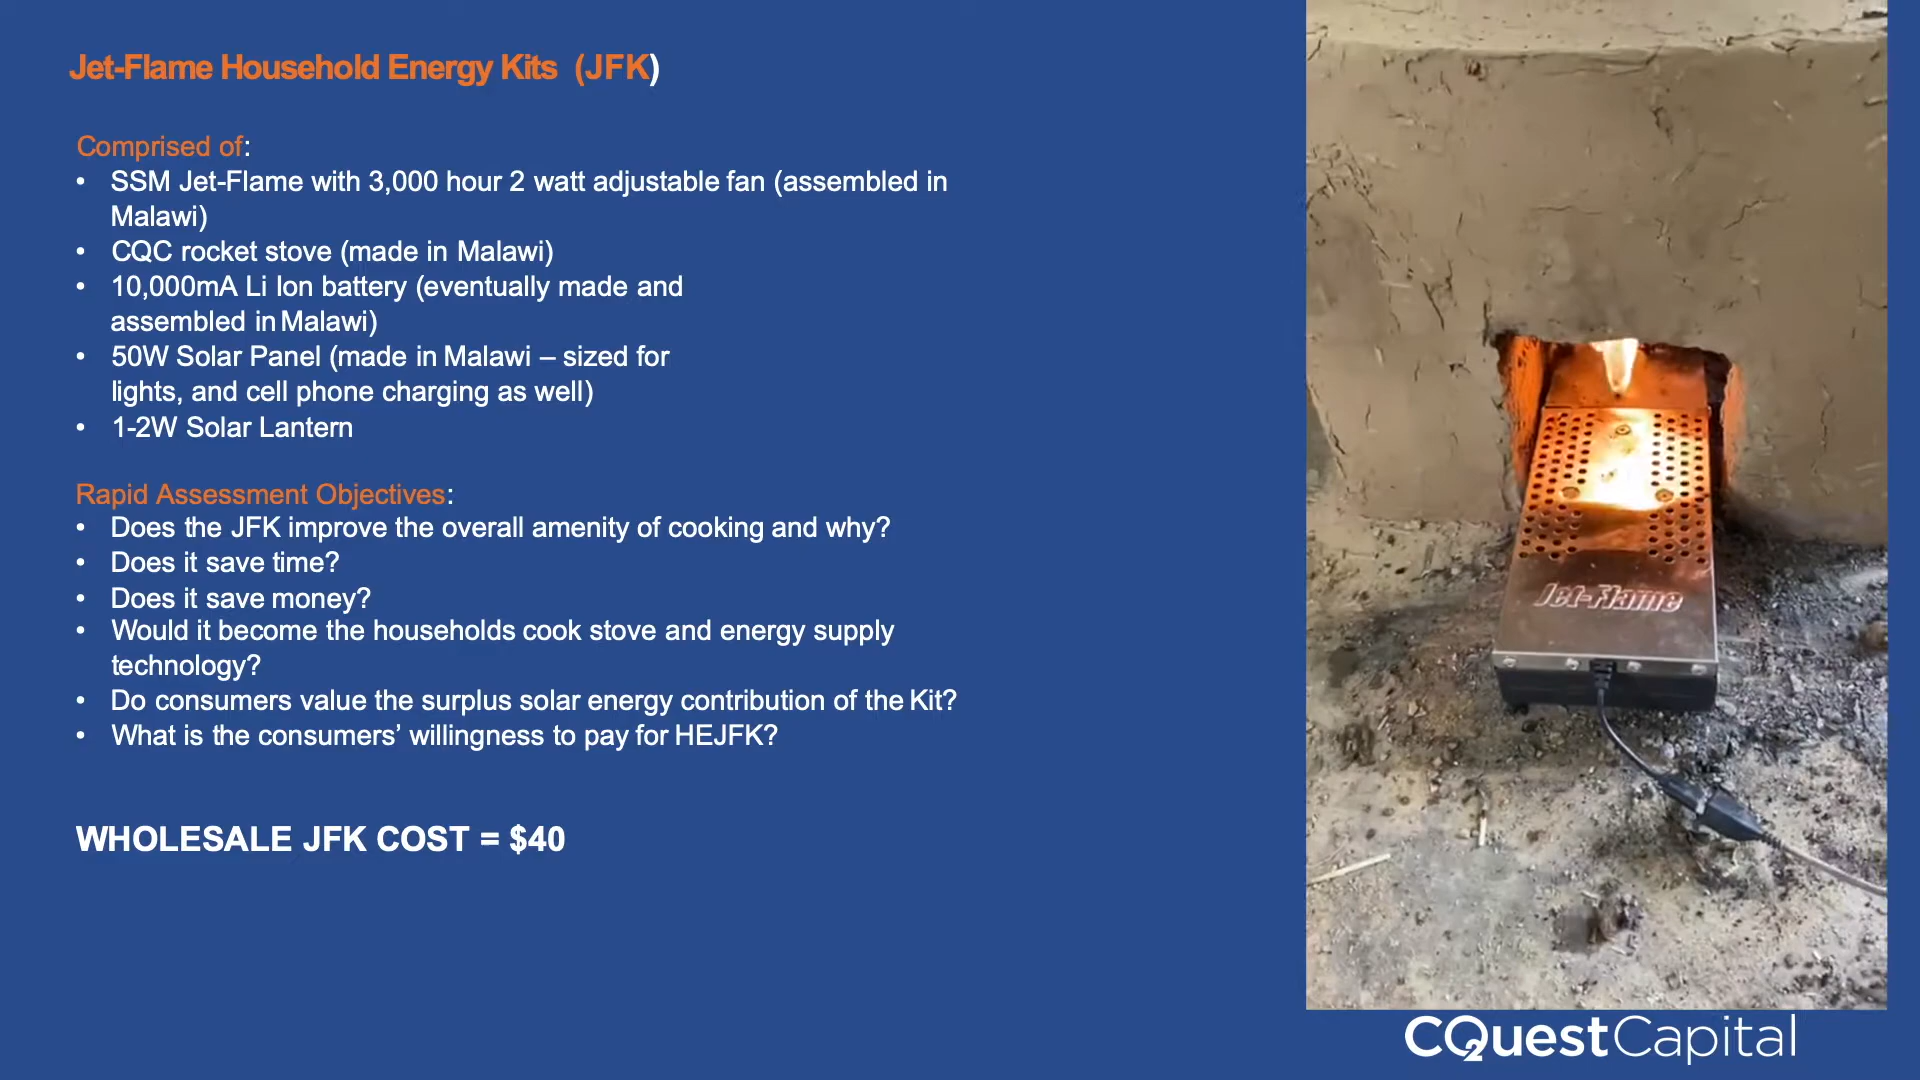 Jet-Flame Household Energy Kits (JFK)
Comprised of:
• SSM Jet-Flame with 3,000 hour 2 watt adjustable fan (assembled in
Malawi)
• CQC rocket stove (made in Malawi)
• 10,000mA Li Ion battery (eventually made and
assembled in Malawi)
• 50W Solar Panel (made in Malawi – sized for
lights, and cell phone charging as well)
• 1-2W Solar Lantern
Rapid Assessment Objectives:
• Does the JFK improve the overall amenity of cooking and why?
• Does it save time?
• Does it save money?
• Would it become the households cook stove and energy supply
technology?
• Do consumers value the surplus solar energy contribution of the Kit?
• What is the consumers’ willingness to pay for HEJFK?
WHOLESALE JFK COST = $40
Jet-Flame
CQ2uestCapital